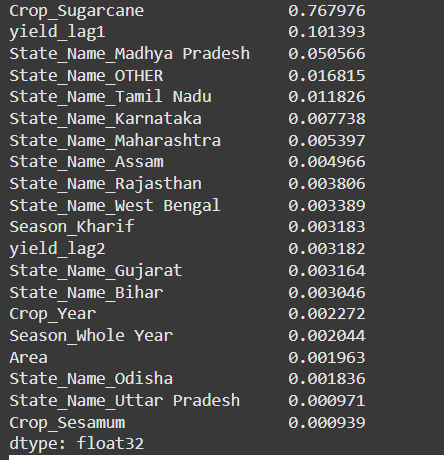 Crop_Sugarcane 0.767976
yield_lag1 0.101393
State_Name_Madhya Pradesh 0.050566
State_Name_OTHER 0.016815
State_Name_Tamil Nadu 0.011826
State_Name_Karnataka 0.007738
State_Name_Maharashtra 0.005397
State_Name_Assam 0.004966
State_Name_Rajasthan 0.003806
State_Name_West Bengal 0.003389
Season_Kharif 0.003183
yield_lag2 0.003182
State_Name_Gujarat 0.003164
State_Name_Bihar 0.003046
Crop_Year 0.002272
Season_Whole Year 0.002044
Area 0.001963
State_Name_Odisha 0.001836
State_Name_Uttar Pradesh 0.000971
Crop_Sesamum 0.000939
dtype: float32